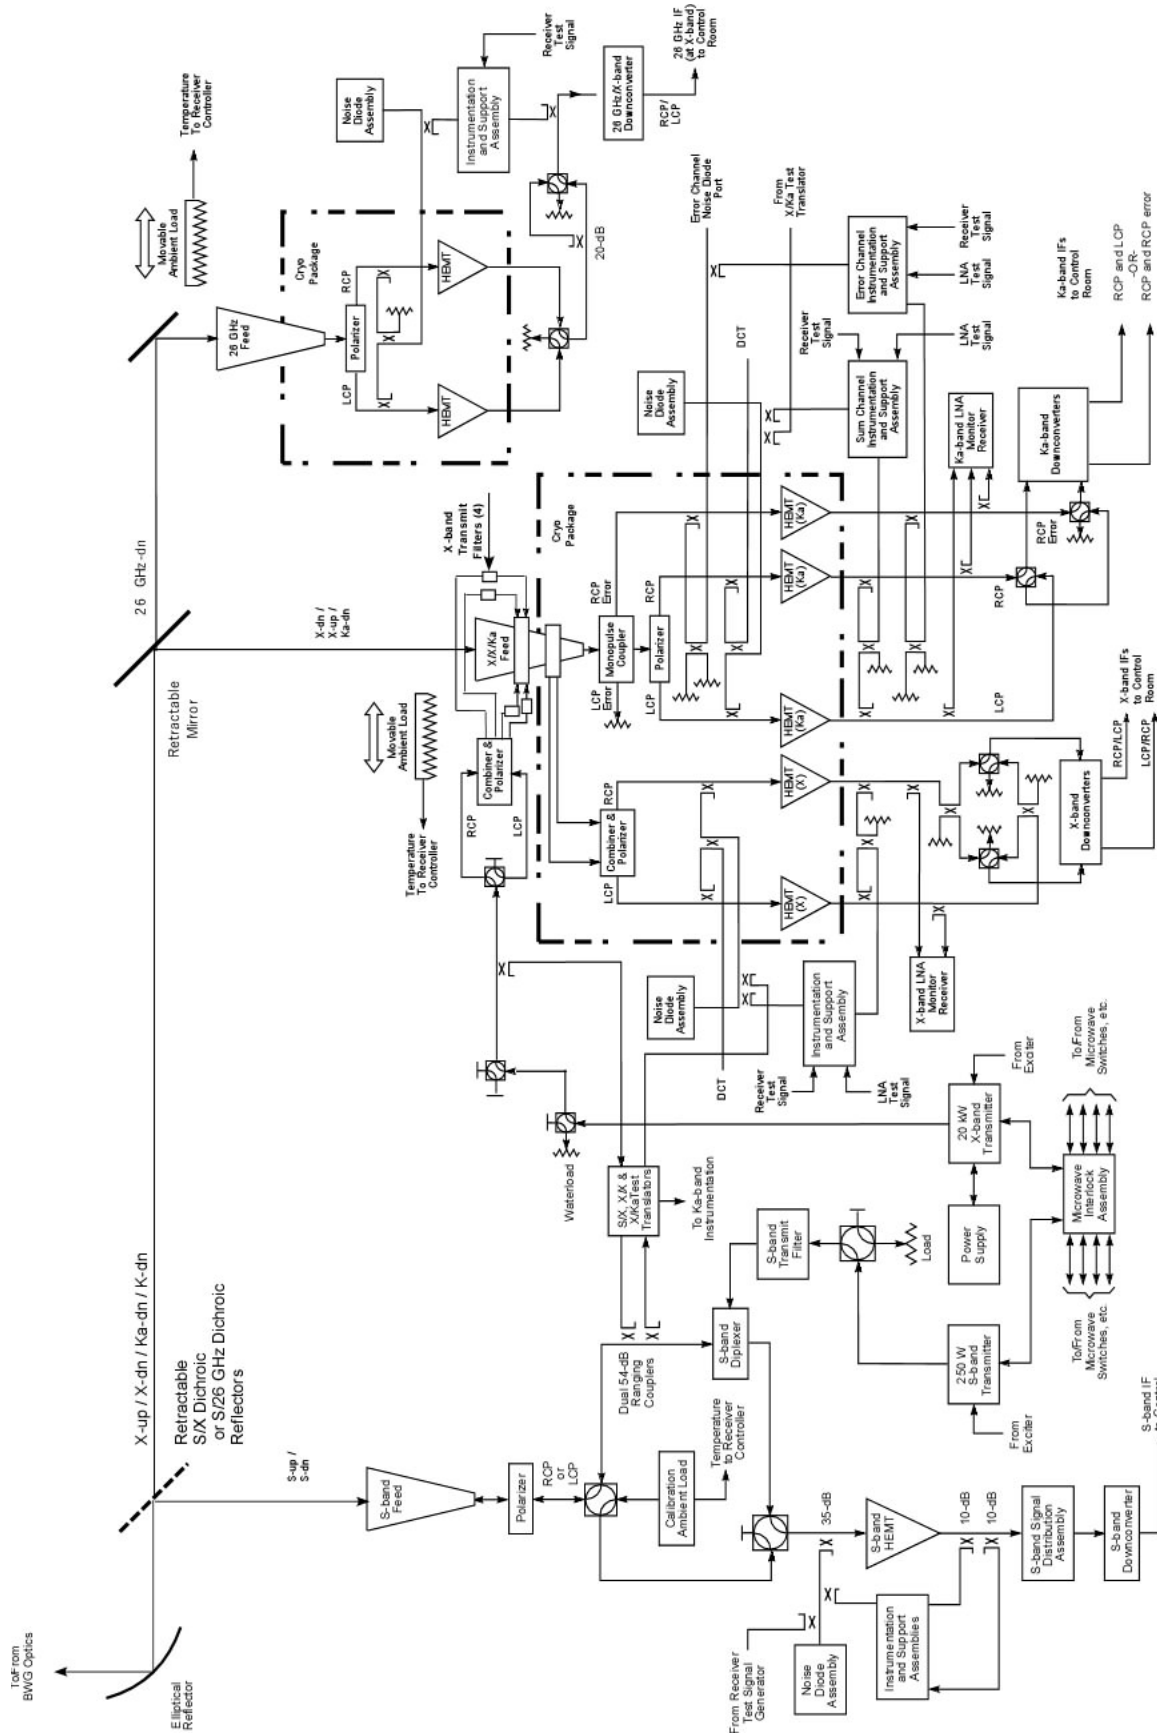 To/From
BWG Optics
Elliptical
Reflector
X-up / X-dn / Ka-dn / K-dn
Retractable
S/X Dichroic
or S/26 GHz Dichroic
Reflectors
S-up /
S-dn
S-band
Feed
Polarizer
RCP
or
LCP
Calibration
Ambient Load
Temperature
to Receiver
Controller
Dual 54-dB
Ranging
Couplers
S-band
Diplexer
S-band
Transmit
Filter
Load
35-dB
S-band
HEMT
10-dB
10-dB
S-band Signal
Distribution
Assembly
S-band
Downconverter
S-band IF
From Receiver
Test Signal
Generator
Noise
Diode
Assembly
Instrumentation
and Support
Assemblies
From
Exciter
250 W
S-band
Transmitter
Power
Supply
20 kW
X-band
Transmitter
From
Exciter
Microwave
Interlock
Assembly
To/From
Microwave
Switches, etc.
To/From
Microwave
Switches, etc.
Waterload
S/X, X/X &
X/KaTest
Translators
To Ka-band
Instrumentation
Retractable
Mirror
26 GHz-dn
X-dn /
X-up /
Ka-dn
Movable
Ambient Load
Temperature
To Receiver
Controller
RCP
LCP
Combiner &
Polarizer
X-band
Transmit
Filters (4)
X/X/Ka
Feed
Cryo
Package
Monopulse
Coupler
LCP
Error
RCP
Error
Polarizer
LCP
RCP
Combiner &
Polarizer
LCP
RCP
HEMT
(X)
HEMT
(X)
HEMT
(Ka)
HEMT
(Ka)
HEMT
(Ka)
Noise
Diode
Assembly
DCT
Receiver
Test
Signal
LNA
Test
Signal
Instrumentation
and Support
Assembly
X-band LNA
Monitor
Receiver
X-band
Downconverters
RCP/LCP
LCP/RCP
X-band IFs
to Control
Room
LCP
RCP
RCP
Error
Noise
Diode
Assembly
DCT
Error Channel
Noise Diode
Port
From
X/Ka Test
Translator
Receiver
Test
Signal
LNA
Test
Signal
Sum Channel
Instrumentation
and Support
Assembly
Error Channel
Instrumentation
and Support
Assembly
LNA
Test
Signal
Receiver
Test
Signal
Ka-band LNA
Monitor
Receiver
Ka-band
Downconverters
Ka-band IFs
to Control
Room
RCP and LCP
-OR-
RCP and RCP error
Movable
Ambient Load
Temperature
To Receiver
Controller
26 GHz
Feed
Cryo
Package
Polarizer
LCP
RCP
HEMT
HEMT
Noise
Diode
Assembly
Instrumentation
and Support
Assembly
Receiver
Test
Signal
20-dB
26 GHz/X-band
Downconverter
RCP/
LCP
26 GHz IF
(at X-band)
to Control
Room